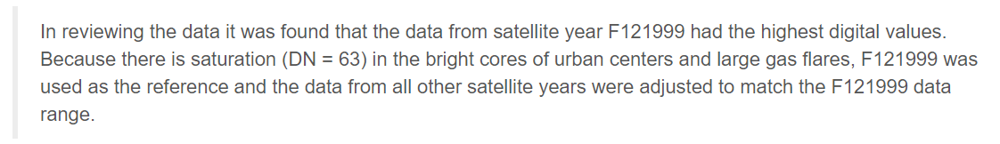 In reviewing the data it was found that the data from satellite year F121999 had the highest digital values.
Because there is saturation (DN = 63) in the bright cores of urban centers and large gas flares, F121999 was
used as the reference and the data from all other satellite years were adjusted to match the F121999 data
range.